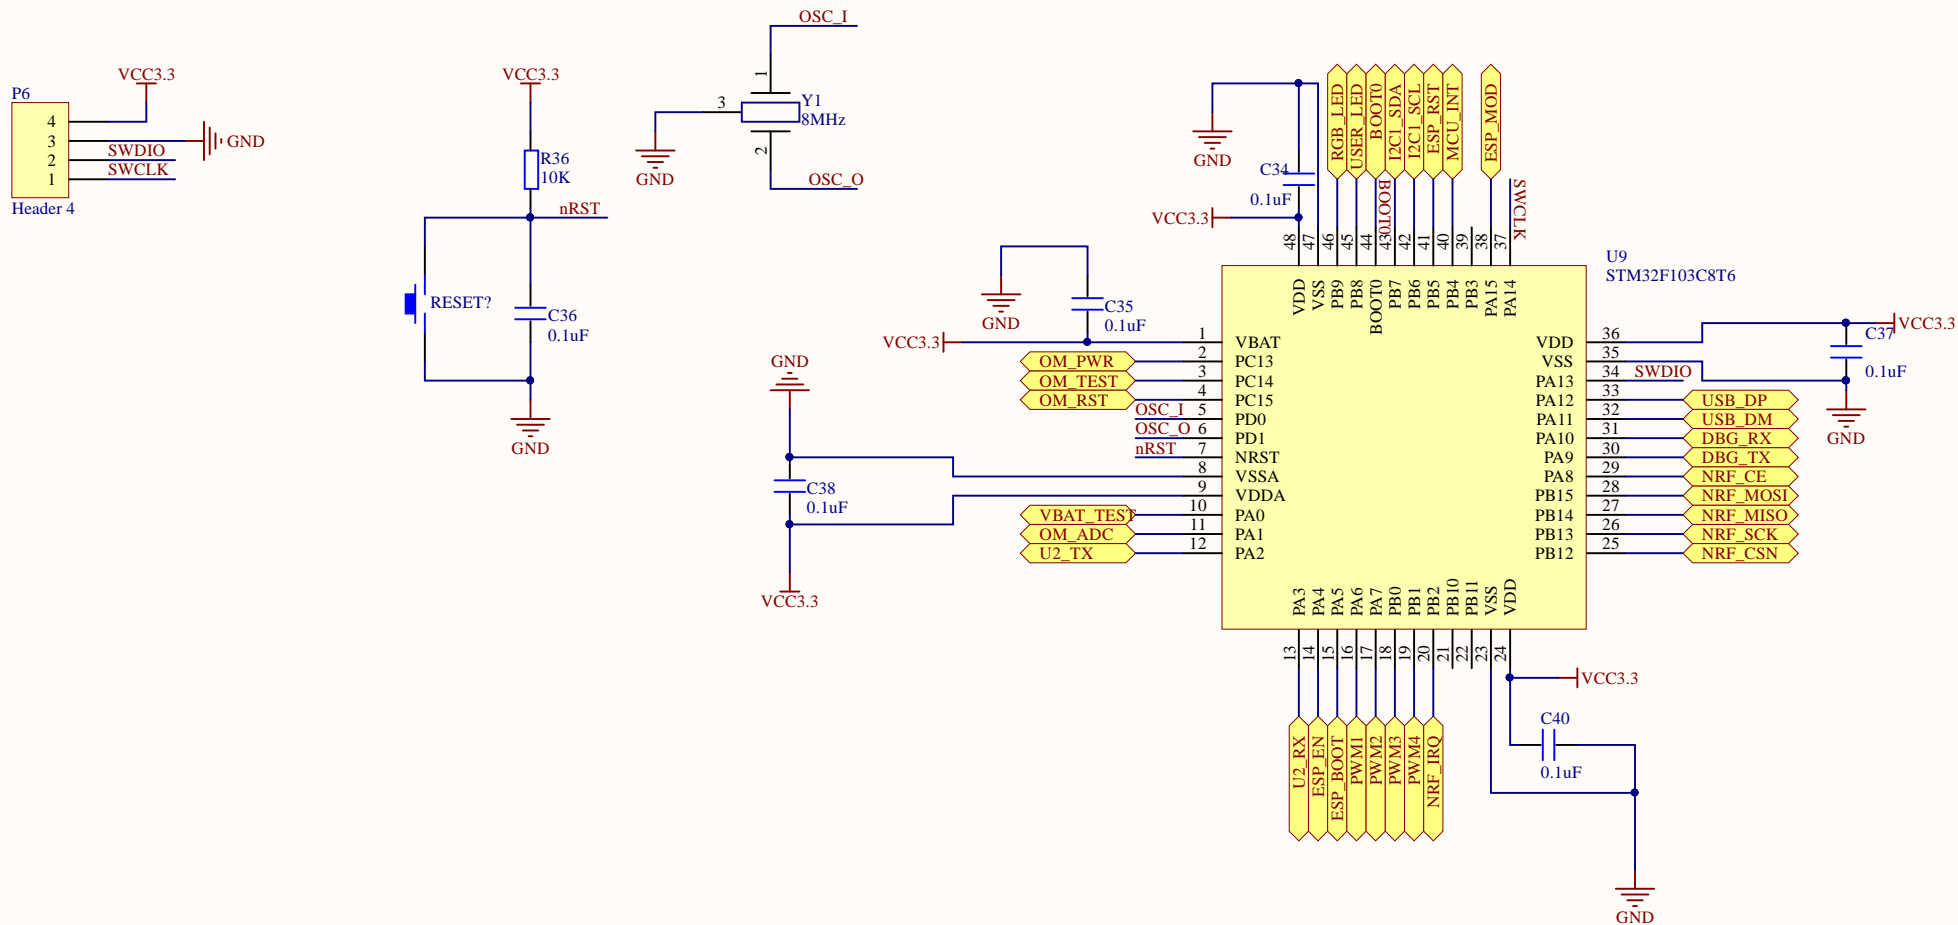 P6
VCC3.3
4
3
2
1
GND
SWDIO
SWCLK
Header 4
VCC3.3
R36
10K
nRST
RESET?
C36
0.1uF
GND
OSC_I
1
3
Y1
8MHz
2
GND
OSC_O
GND
C34
0.1uF
VCC3.3
RGB_LED
USER_LED
BOOT0
I2C1_SDA
I2C1_SCL
ESP_RST
MCU_INT
ESP_MOD
BOOT0
SWCLK
48
47
46
45
44
43
42
41
40
39
38
37
VDD
VSS
PB9
PB8
BOOT0
PB7
PB6
PB5
PB4
PB3
PA15
PA14
U9
STM32F103C8T6
GND
C35
0.1uF
VCC3.3
OM_PWR
OM_TEST
OM_RST
OSC_I
OSC_O
nRST
VBAT_TEST
OM_ADC
U2_TX
1 VBAT
2 PC13
3 PC14
4 PC15
5 PD0
6 PD1
7 NRST
8 VSSA
9 VDDA
10 PA0
11 PA1
12 PA2
GND
C38
0.1uF
VCC3.3
VDD 36
VSS 35
PA13 34 SWDIO
PA12 33 USB_DP
PA11 32 USB_DM
PA10 31 DBG_RX
PA9 30 DBG_TX
PA8 29 NRF_CE
PB15 28 NRF_MOSI
PB14 27 NRF_MISO
PB13 26 NRF_SCK
PB12 25 NRF_CSN
VCC3.3
C37
0.1uF
GND
PA3
PA4
PA5
PA6
PA7
PB0
PB1
PB2
PB10
PB11
VSS
VDD
13
14
15
16
17
18
19
20
21
22
23
24
U2_RX
ESP_EN
ESP_BOOT
PWM1
PWM2
PWM3
PWM4
NRF_IRQ
VCC3.3
C40
0.1uF
GND